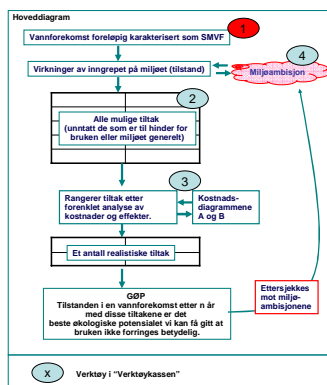 Hoveddiagram
1
Vannforekomst foreløpig karakterisert som SMVF
4
Virkninger av inngrepet på miljøet (tilstand)
Miljøambisjon
2
Alle mulige tiltak
(unntatt de som er til hinder for
bruken eller miljøet generelt)
3
Rangerer tiltak etter
forenklet analyse av
kostnader og effekter.
Kostnads-
diagrammene
A og B
Et antall realistiske tiltak
Ettersjekkes
mot miljø-
ambisjonene
GØP
Tilstanden i en vannforekomst etter n år
med disse tiltakene er det
beste økologiske potensialet vi kan få gitt at
bruken ikke forringes betydelig.
X
Verktøy i "Verktøykassen"